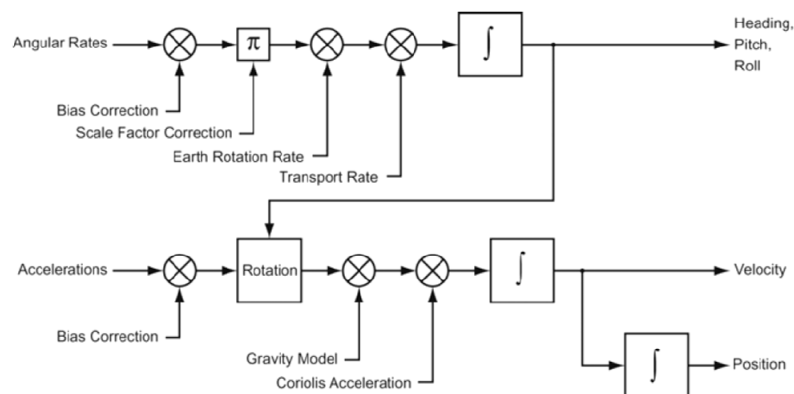 Angular Rates
π
∫
Heading,
Pitch,
Roll
Bias Correction
Scale Factor Correction
Earth Rotation Rate
Transport Rate
Accelerations
Rotation
∫
Velocity
Bias Correction
Gravity Model
Coriolis Acceleration
∫
Position